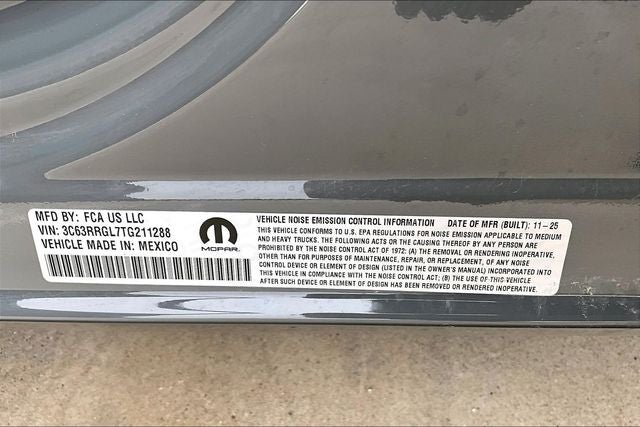 MFD BY: FCA US LLC
VIN: 3C63RRGL7TG211288
VEHICLE MADE IN: MEXICO
MOPAR
VEHICLE NOISE EMISSION CONTROL INFORMATION DATE OF MFR (BUILT): 11-25
THIS VEHICLE CONFORMS TO U.S. EPA REGULATIONS FOR NOISE EMISSION APPLICABLE TO MEDIUM
AND HEAVY TRUCKS. THE FOLLOWING ACTS OR THE CAUSING THEREOF BY ANY PERSON ARE
PROHIBITED BY THE NOISE CONTROL ACT OF 1972: (A) THE REMOVAL OR RENDERING INOPERATIVE,
OTHER THAN FOR PURPOSES OF MAINTENANCE, REPAIR, OR REPLACEMENT, OF ANY NOISE
CONTROL DEVICE OR ELEMENT OF DESIGN (LISTED IN THE OWNER'S MANUAL) INCORPORATED INTO
THIS VEHICLE IN COMPLIANCE WITH THE NOISE CONTROL ACT; (B) THE USE OF THIS VEHICLE
AFTER SUCH DEVICE OR ELEMENT OF DESIGN HAS BEEN REMOVED OR RENDERED INOPERATIVE.